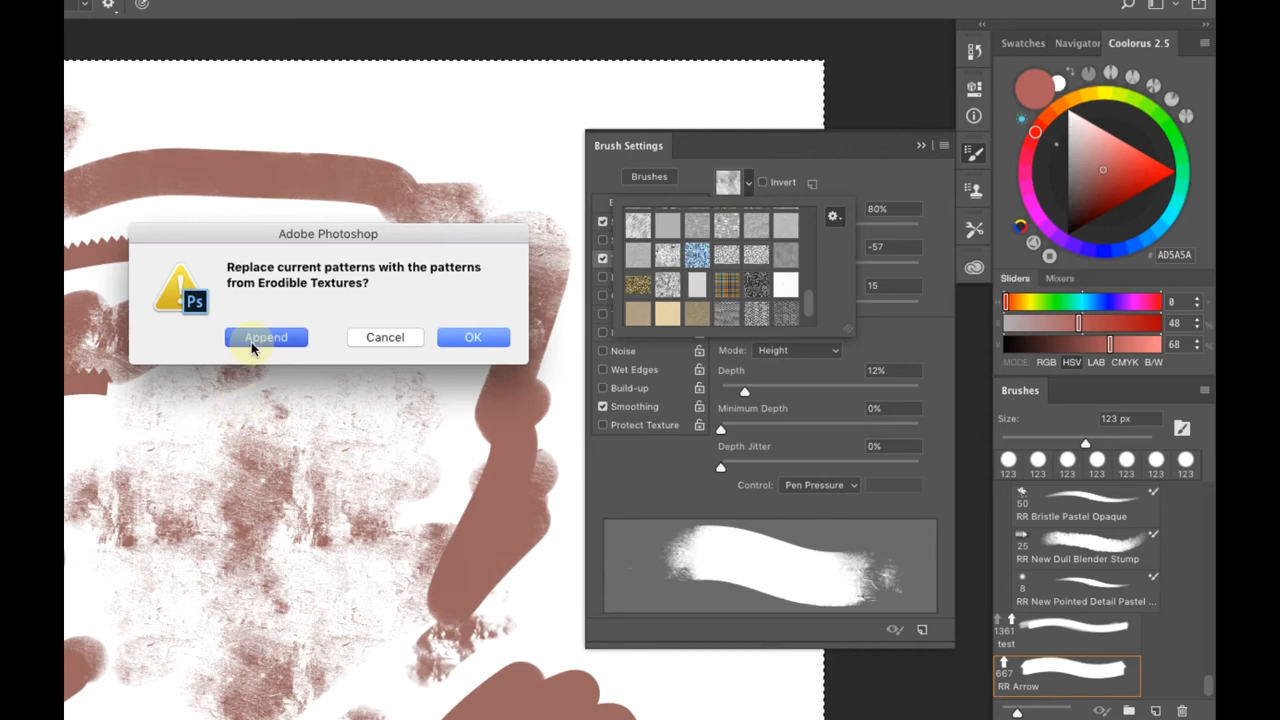 Swatches
Navigator
Coolorus 2.5
AD5A5A
Brush Settings
Brushes
Invert
80%
-57
15
Adobe Photoshop
Replace current patterns with the patterns
from Erodible Textures?
Ps
Append
Cancel
OK
Noise
Wet Edges
Build-up
Smoothing
Protect Texture
Mode:
Height
Depth
12%
Minimum Depth
0%
Depth Jitter
0%
Control:
Pen Pressure
Sliders
Mixers
H
0
S
48
V
68
MODE: RGB HSV LAB CMYK B/W
Brushes
Size:
123 px
123 123 123 123 123 123 123
50
RR Bristle Pastel Opaque
25
RR New Dull Blender Stump
8
RR New Pointed Detail Pastel ...
1361
test
667
RR Arrow